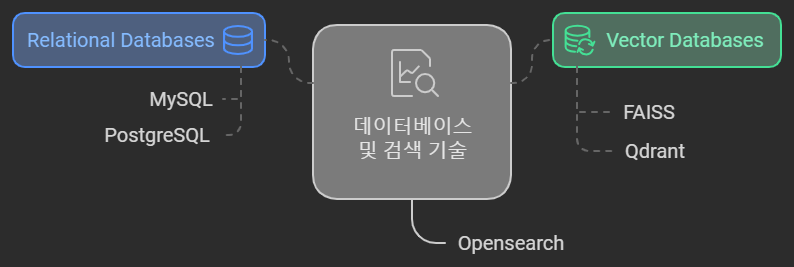 Relational Databases
MySQL
PostgreSQL
데이터베이스
및 검색 기술
Vector Databases
FAISS
Qdrant
Opensearch